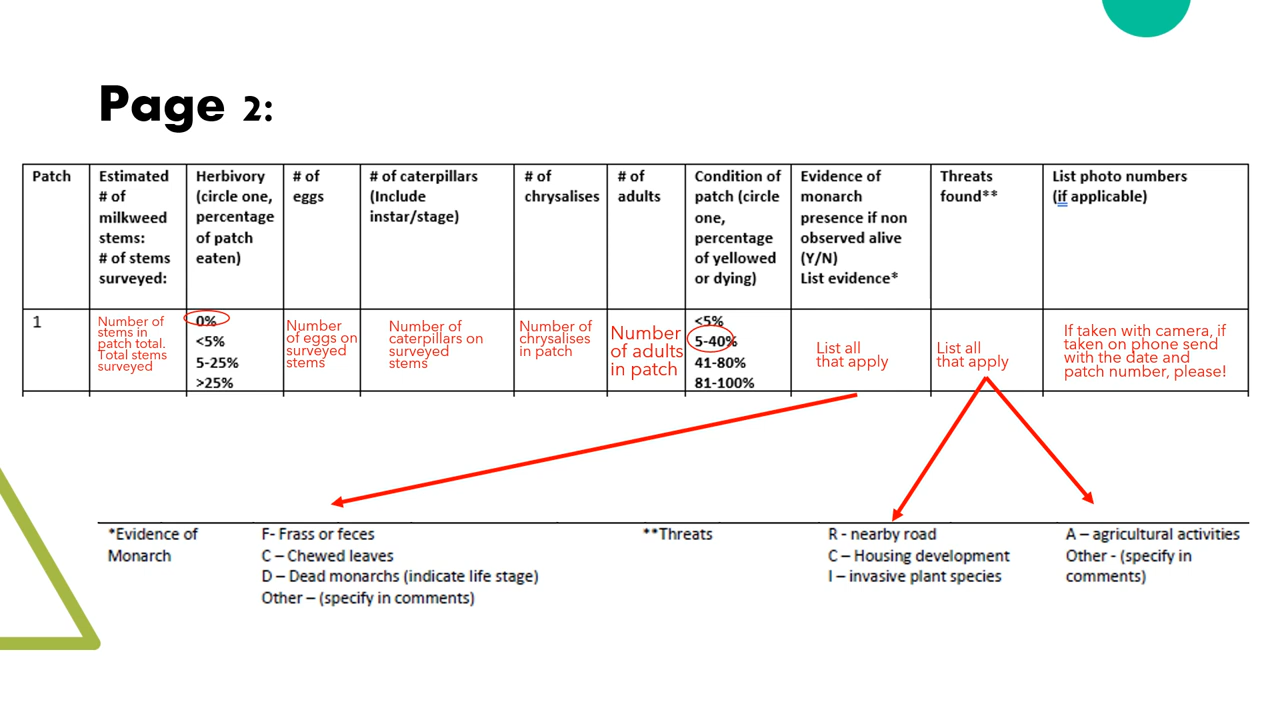 Page 2:
Patch
Estimated
# of
milkweed
stems:
# of stems
surveyed:
Herbivory
(circle one,
percentage
of patch
eaten)
# of
eggs
# of caterpillars
(Include
instar/stage)
# of
chrysalises
# of
adults
Condition of
patch (circle
one,
percentage
of yellowed
or dying)
Evidence of
monarch
presence if non
observed alive
(Y/N)
List evidence*
Threats
found**
List photo numbers
(if applicable)
1
Number of
stems in
patch total.
Total stems
surveyed
0%
<5%
5-25%
>25%
Number
of eggs on
surveyed
stems
Number of
caterpillars on
surveyed
stems
Number of
chrysalises
in patch
Number
of adults
in patch
<5%
5-40%
41-80%
81-100%
List all
that apply
List all
that apply
If taken with camera, if
taken on phone send
with the date and
patch number, please!
*Evidence of
Monarch
F- Frass or feces
C – Chewed leaves
D – Dead monarchs (indicate life stage)
Other – (specify in comments)
**Threats
R - nearby road
C – Housing development
I – invasive plant species
A – agricultural activities
Other - (specify in
comments)